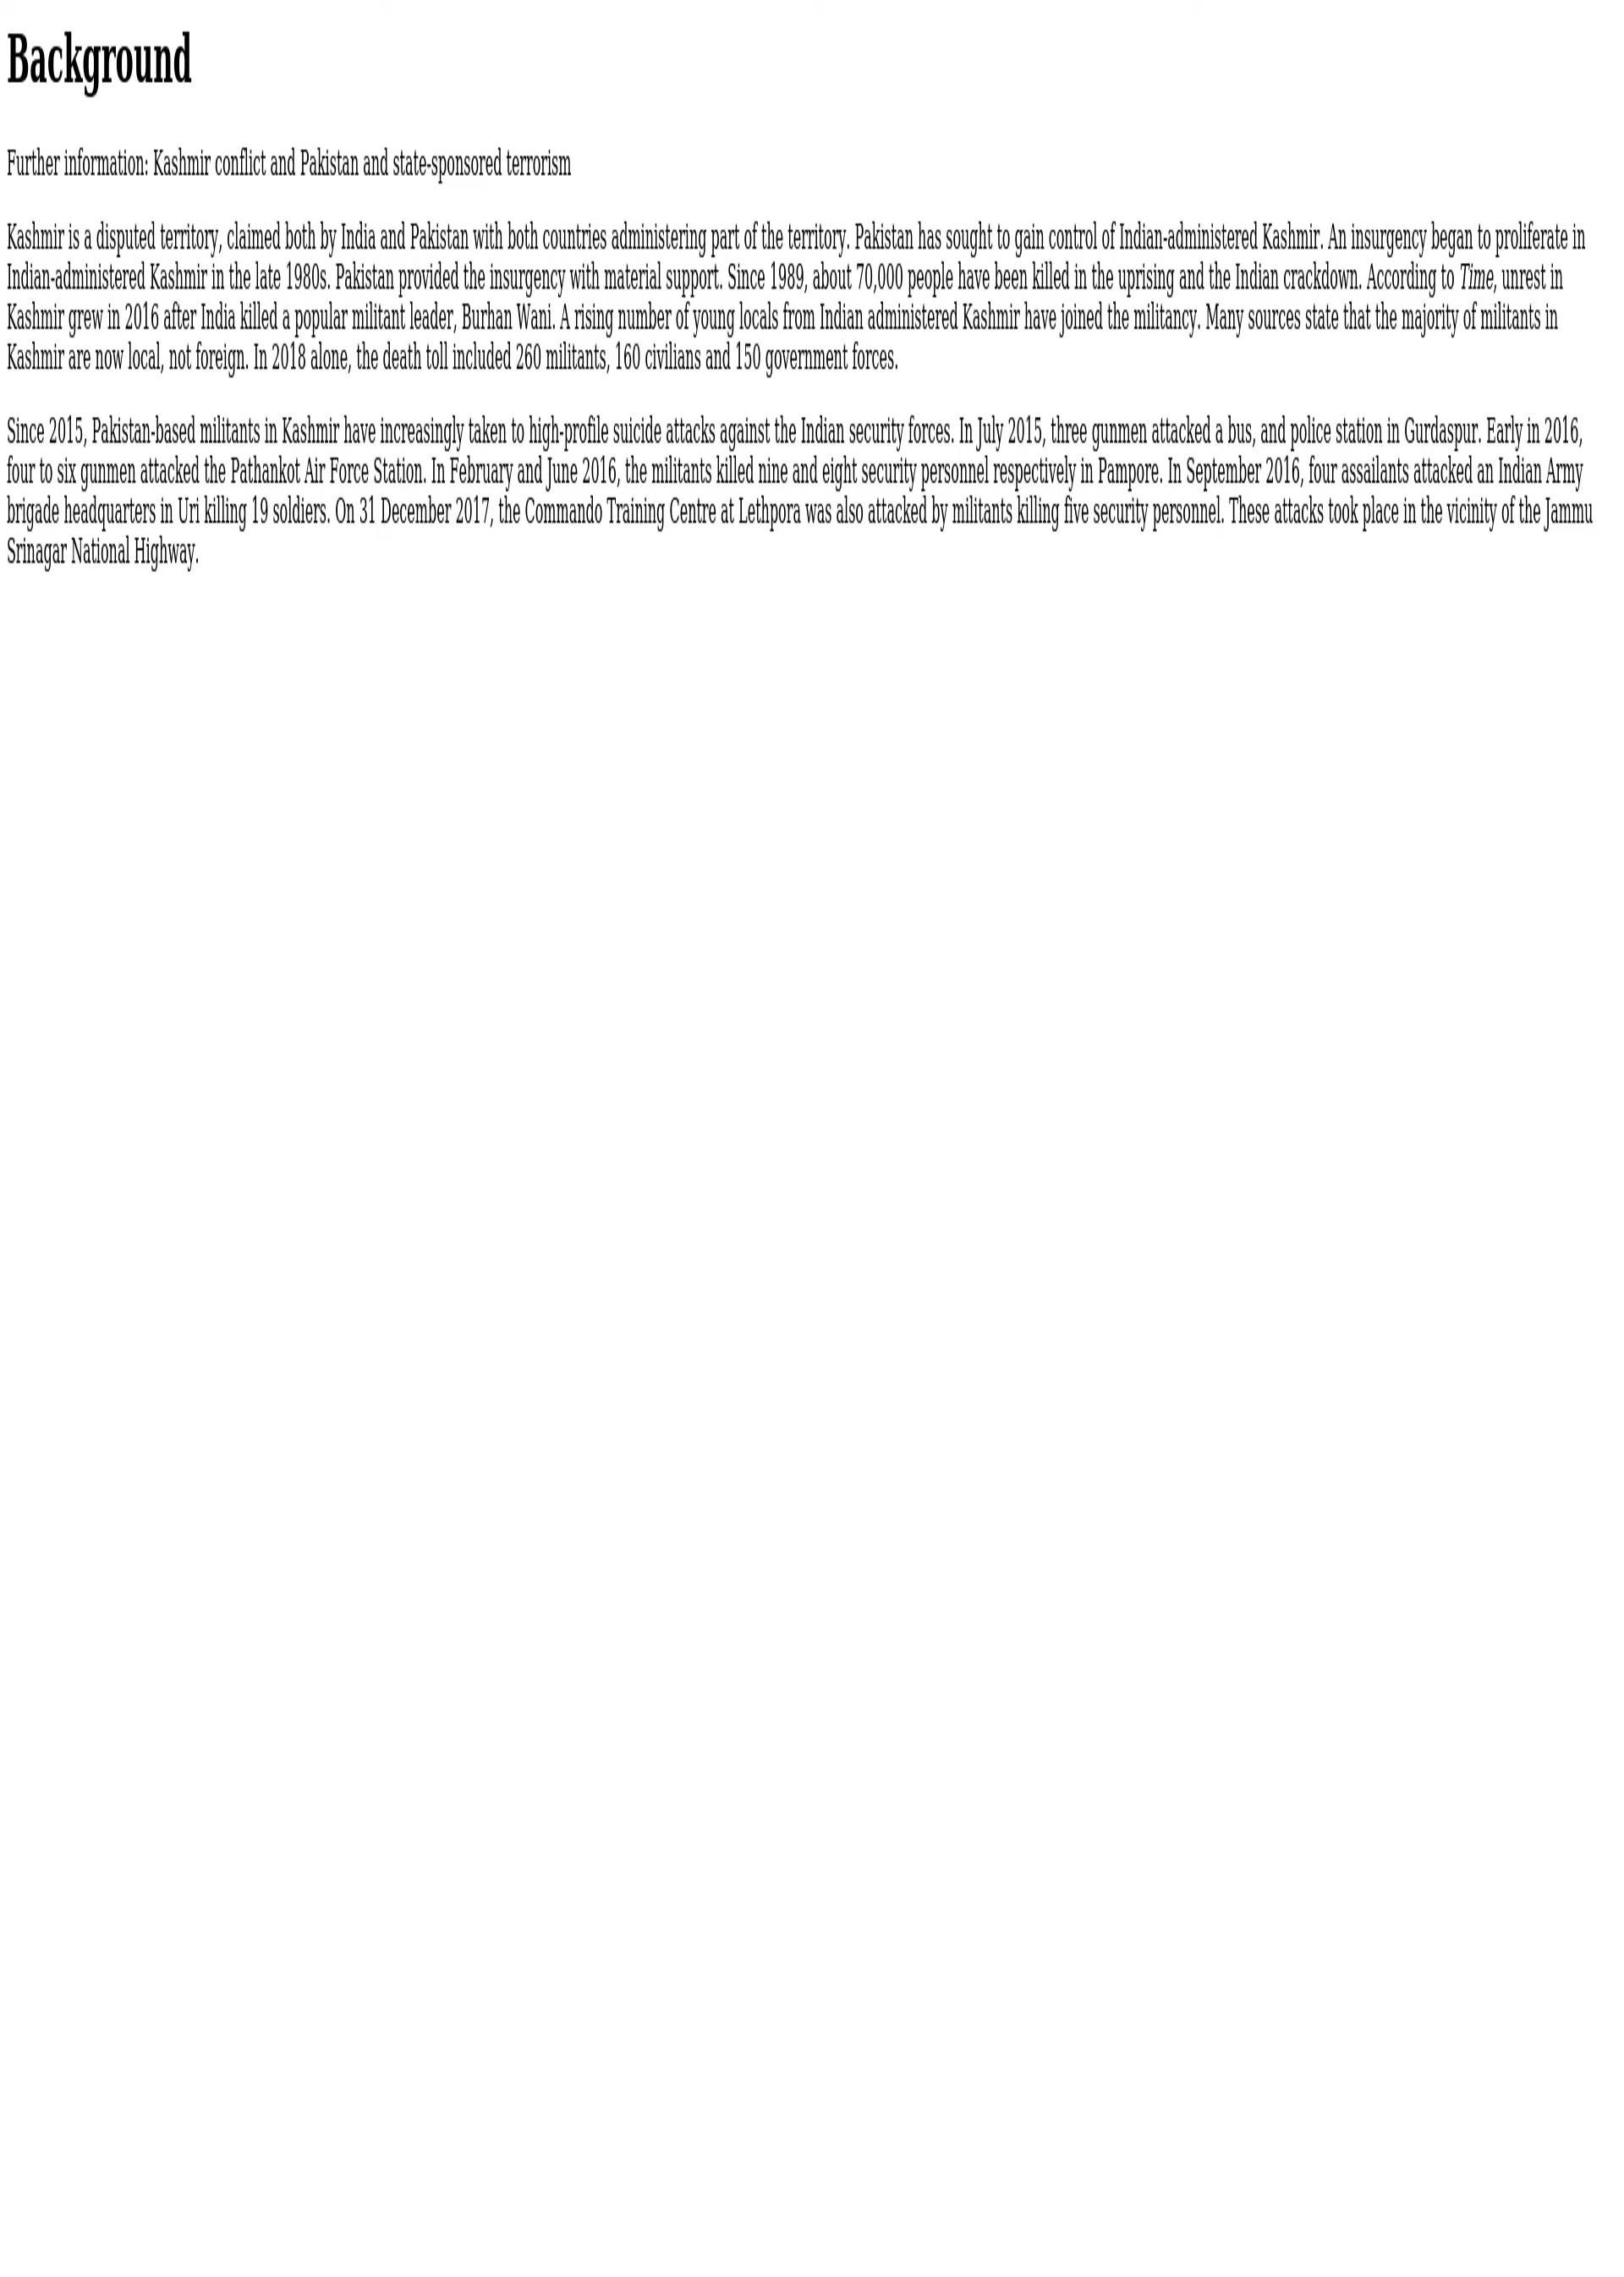 Background
Further information: Kashmir conflict and Pakistan and state-sponsored terrorism
Kashmir is a disputed territory, claimed both by India and Pakistan with both countries administering part of the territory. Pakistan has sought to gain control of Indian-administered Kashmir. An insurgency began to proliferate in
Indian-administered Kashmir in the late 1980s. Pakistan provided the insurgency with material support. Since 1989, about 70,000 people have been killed in the uprising and the Indian crackdown. According to Time, unrest in
Kashmir grew in 2016 after India killed a popular militant leader, Burhan Wani. A rising number of young locals from Indian administered Kashmir have joined the militancy. Many sources state that the majority of militants in
Kashmir are now local, not foreign. In 2018 alone, the death toll included 260 militants, 160 civilians and 150 government forces.
Since 2015, Pakistan-based militants in Kashmir have increasingly taken to high-profile suicide attacks against the Indian security forces. In July 2015, three gunmen attacked a bus, and police station in Gurdaspur. Early in 2016,
four to six gunmen attacked the Pathankot Air Force Station. In February and June 2016, the militants killed nine and eight security personnel respectively in Pampore. In September 2016, four assailants attacked an Indian Army
brigade headquarters in Uri killing 19 soldiers. On 31 December 2017, the Commando Training Centre at Lethpora was also attacked by militants killing five security personnel. These attacks took place in the vicinity of the Jammu
Srinagar National Highway.